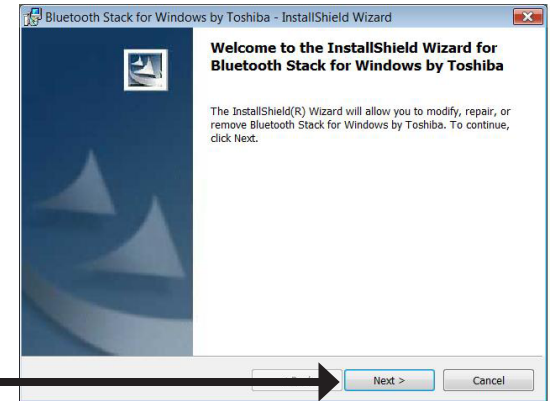 Bluetooth Stack for Windows by Toshiba - InstallShield Wizard
Welcome to the InstallShield Wizard for
Bluetooth Stack for Windows by Toshiba
The InstallShield(R) Wizard will allow you to modify, repair, or
remove Bluetooth Stack for Windows by Toshiba. To continue,
click Next.
Next > Cancel